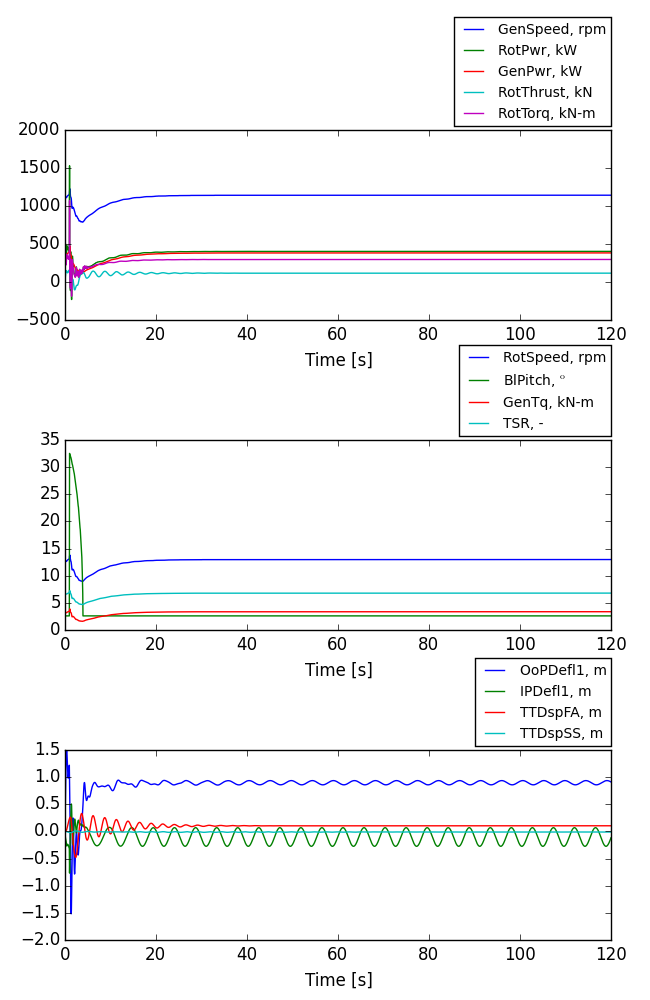 GenSpeed, rpm
RotPwr, kW
GenPwr, kW
RotThrust, kN
RotTorq, kN-m
2000
1500
1000
500
0
−500
0 20 40 60 80 100 120
Time [s]
RotSpeed, rpm
BlPitch, °
GenTq, kN-m
TSR, -
35
30
25
20
15
10
5
0
0 20 40 60 80 100 120
Time [s]
OoPDefl1, m
IPDefl1, m
TTDspFA, m
TTDspSS, m
1.5
1.0
0.5
0.0
−0.5
−1.0
−1.5
−2.0
0 20 40 60 80 100 120
Time [s]